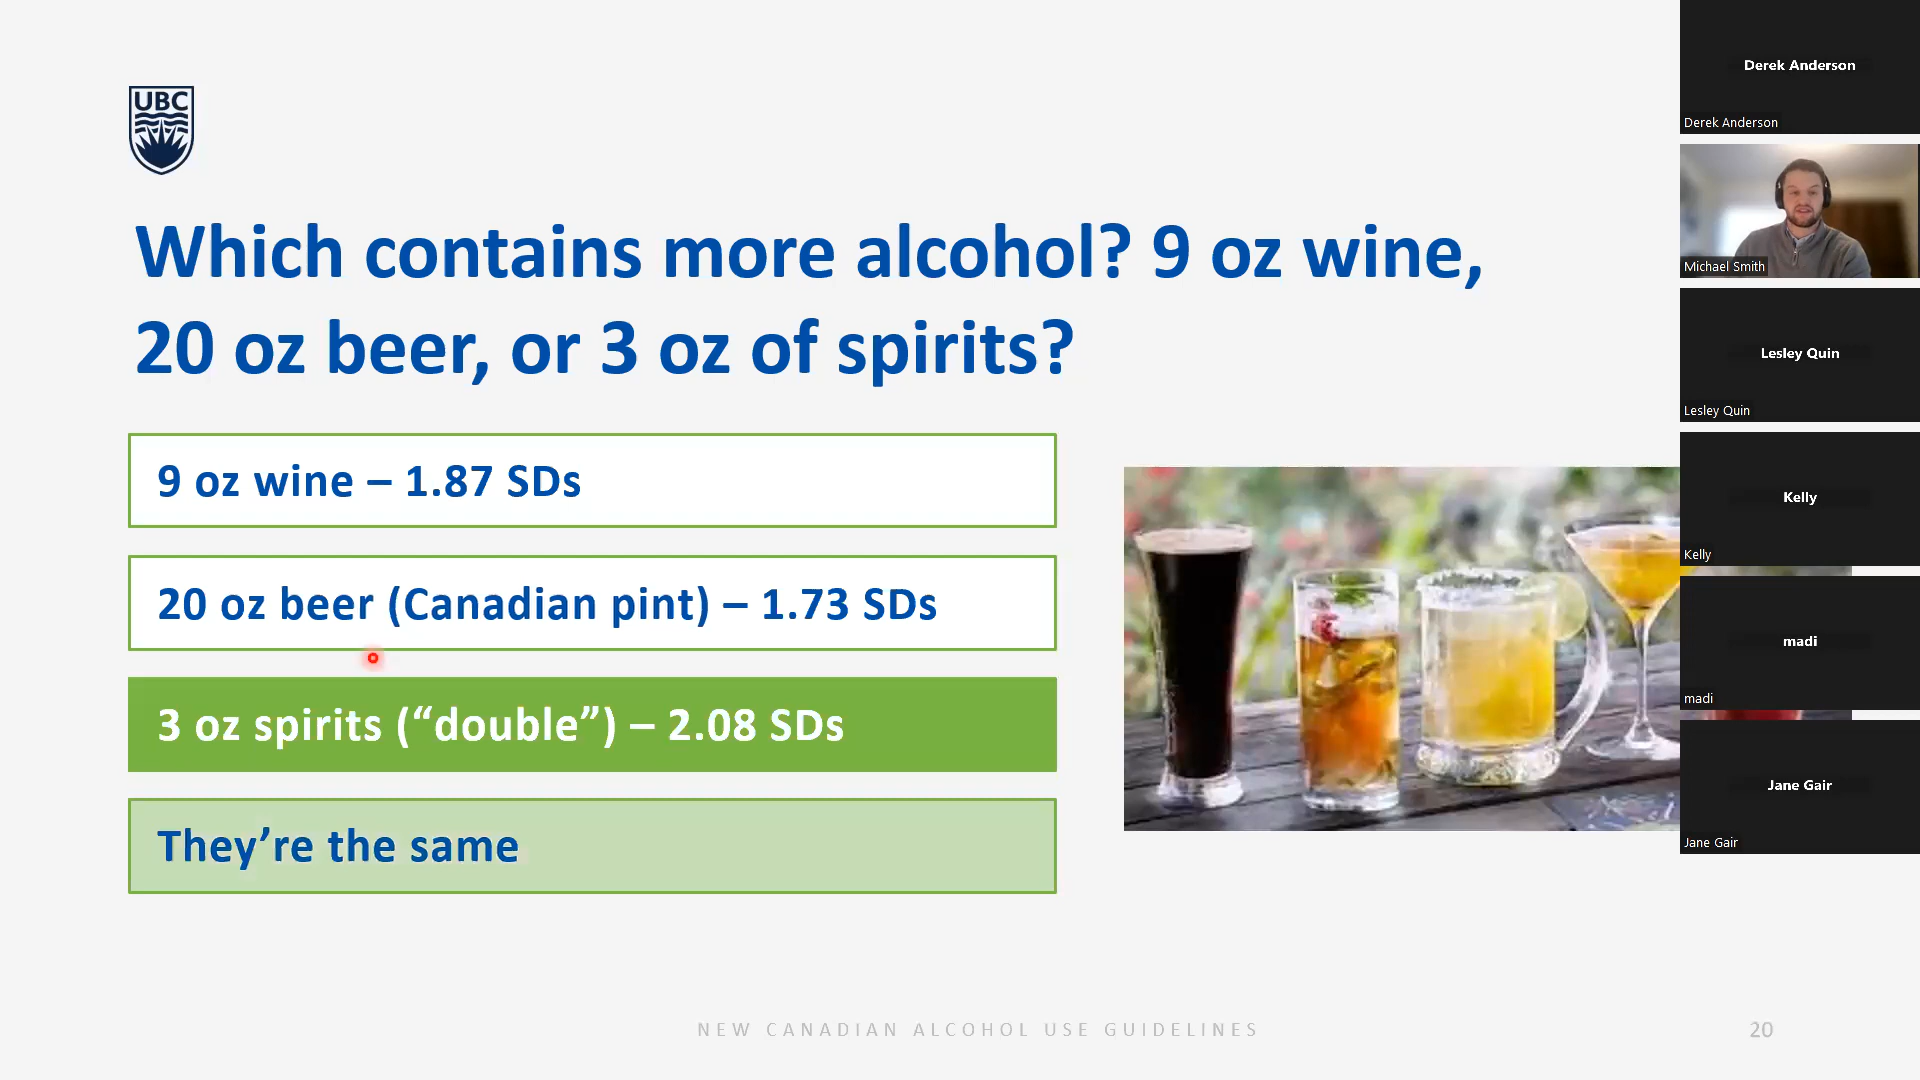 UBC
Which contains more alcohol? 9 oz wine,
20 oz beer, or 3 oz of spirits?
9 oz wine – 1.87 SDs
20 oz beer (Canadian pint) – 1.73 SDs
3 oz spirits (“double”) – 2.08 SDs
They’re the same
NEW CANADIAN ALCOHOL USE GUIDELINES
20
Derek Anderson
Derek Anderson
Michael Smith
Lesley Quin
Lesley Quin
Kelly
Kelly
madi
madi
Jane Gair
Jane Gair